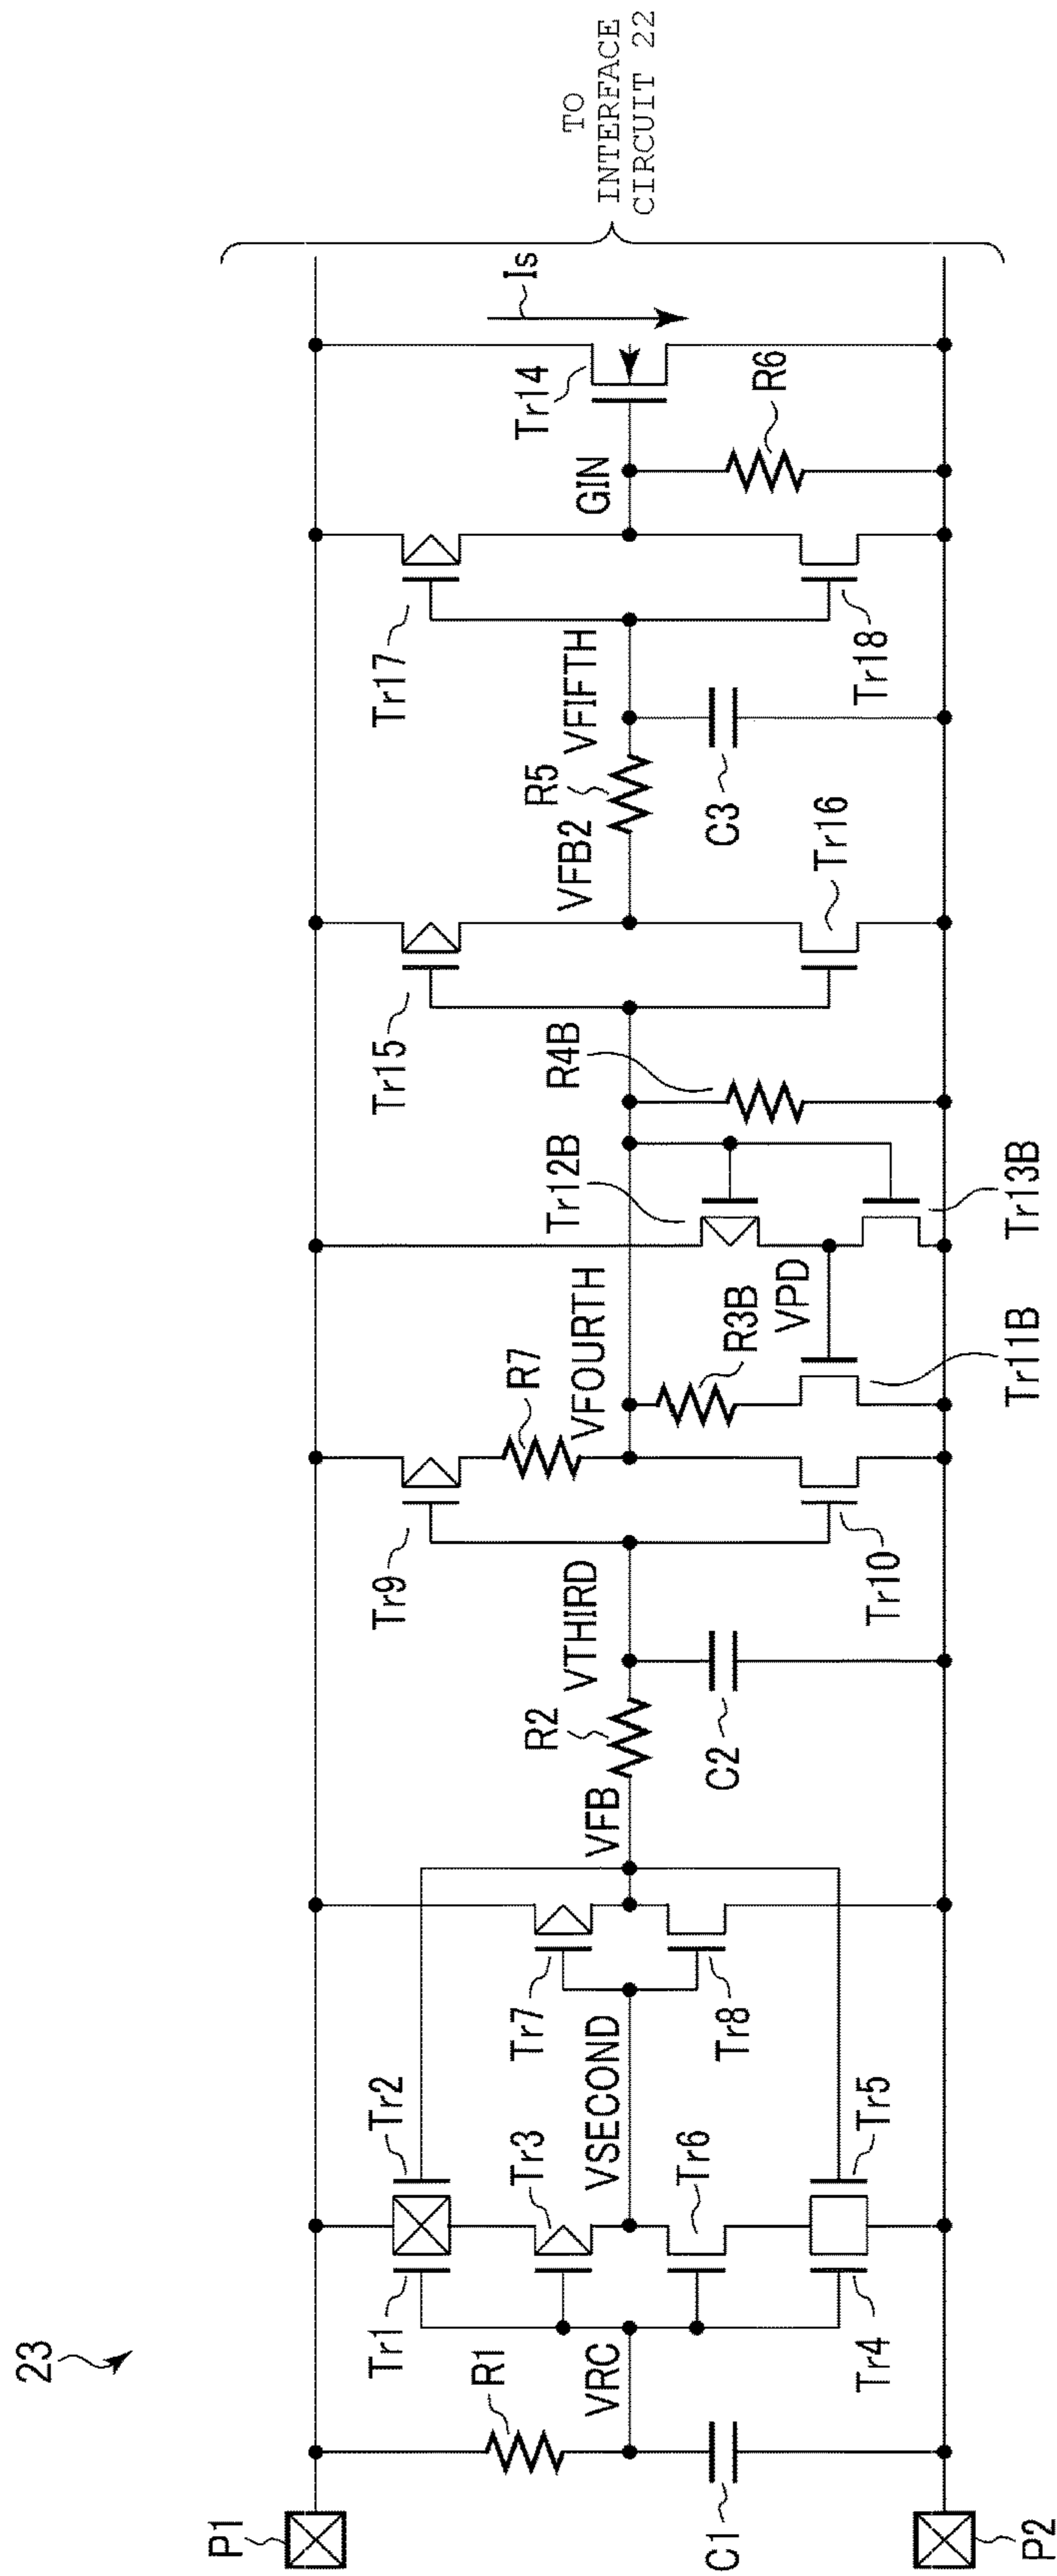 23
P1
R1
VRC
C1
P2
Tr1
Tr2
Tr3
VSECOND
Tr6
Tr4
Tr5
Tr7
Tr8
VFB
R2
VTHIRD
C2
Tr9
R7
VFOURTH
Tr10
R3B
VPD
Tr11B
Tr12B
Tr13B
R4B
Tr15
VFB2
Tr16
R5
VFIFTH
C3
Tr17
Tr18
GIN
Tr14
R6
Is
TO
INTERFACE
CIRCUIT 22